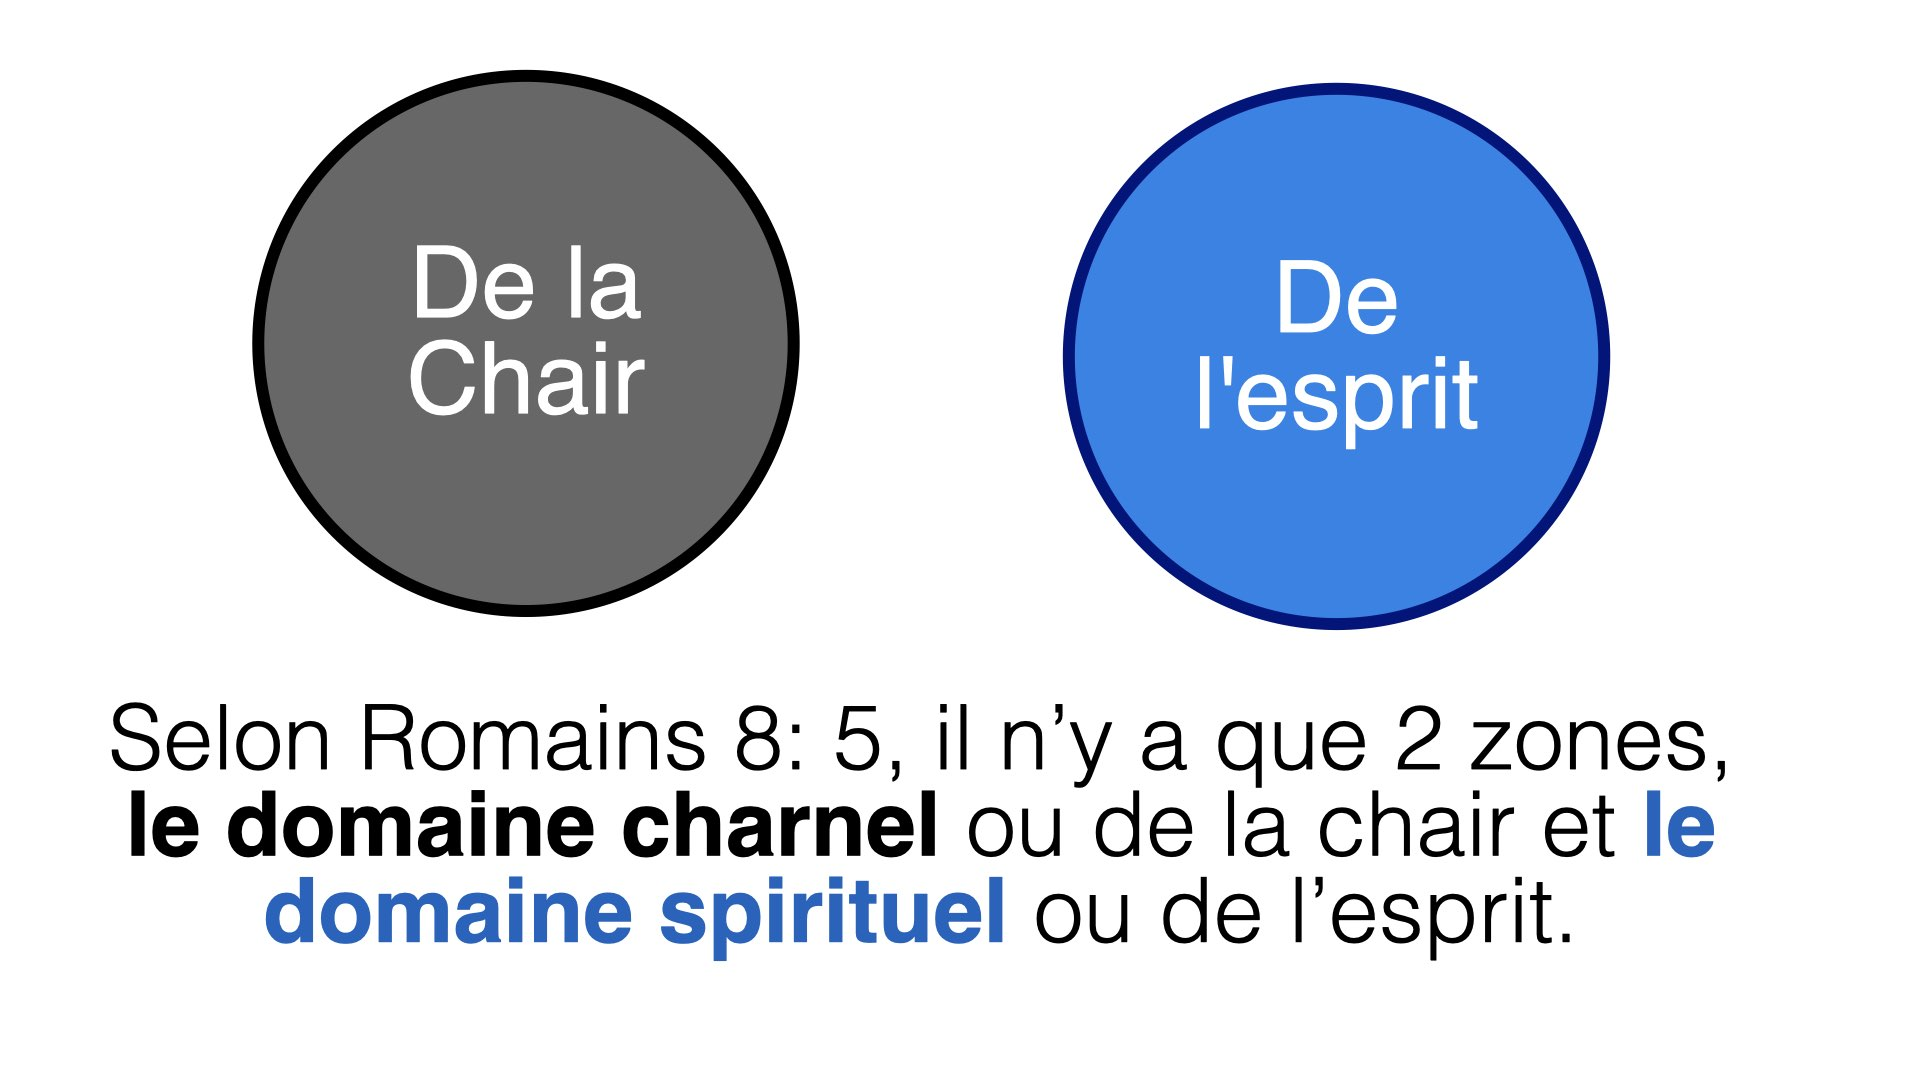 De la
Chair
De
l'esprit
Selon Romains 8: 5, il n’y a que 2 zones,
le domaine charnel ou de la chair et le
domaine spirituel ou de l’esprit.